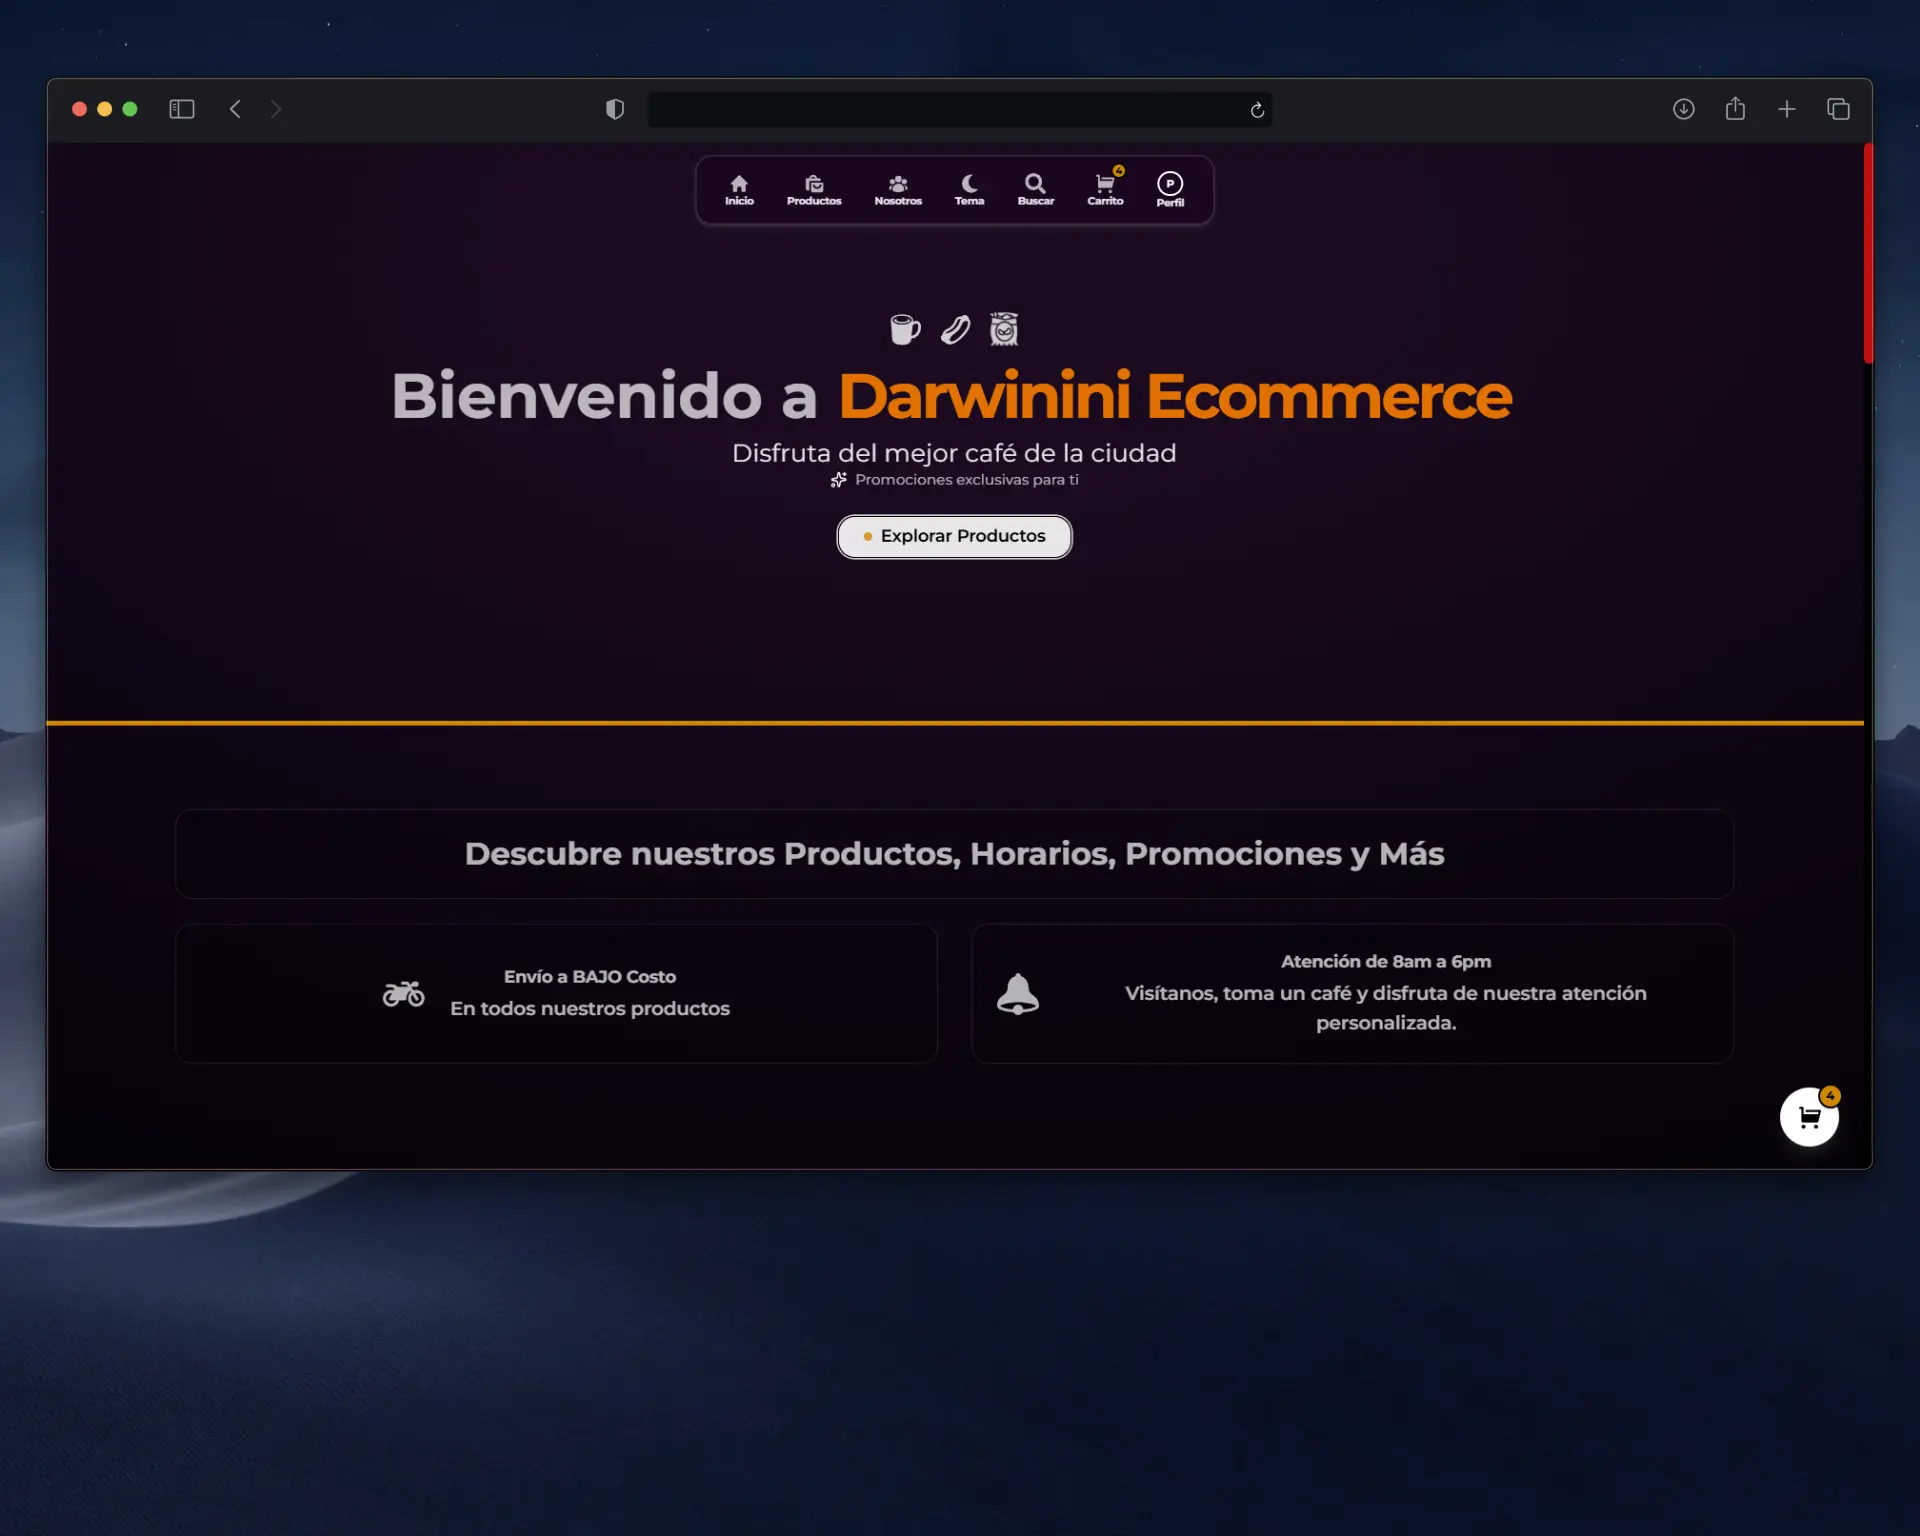 4
Inicio
Productos
Nosotros
Tema
Buscar
Carrito
P
Perfil
Bienvenido a Darwinini Ecommerce
Disfruta del mejor café de la ciudad
Promociones exclusivas para ti
Explorar Productos
Descubre nuestros Productos, Horarios, Promociones y Más
Envío a BAJO Costo
En todos nuestros productos
Atención de 8am a 6pm
Visítanos, toma un café y disfruta de nuestra atención
personalizada.
4